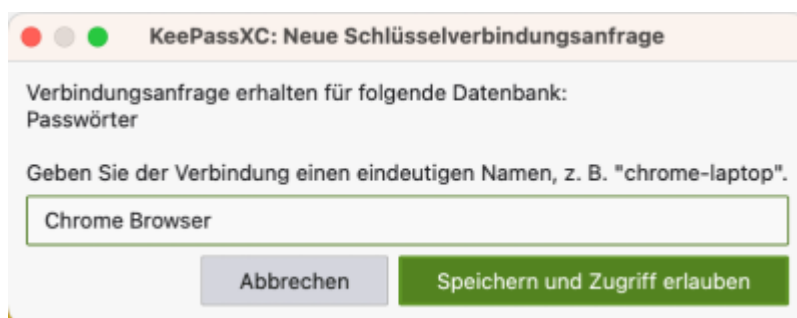 KeePassXC: Neue Schlüsselverbindungsanfrage
Verbindungsanfrage erhalten für folgende Datenbank:
Passwörter
Geben Sie der Verbindung einen eindeutigen Namen, z. B. "chrome-laptop".
Chrome Browser
Abbrechen
Speichern und Zugriff erlauben